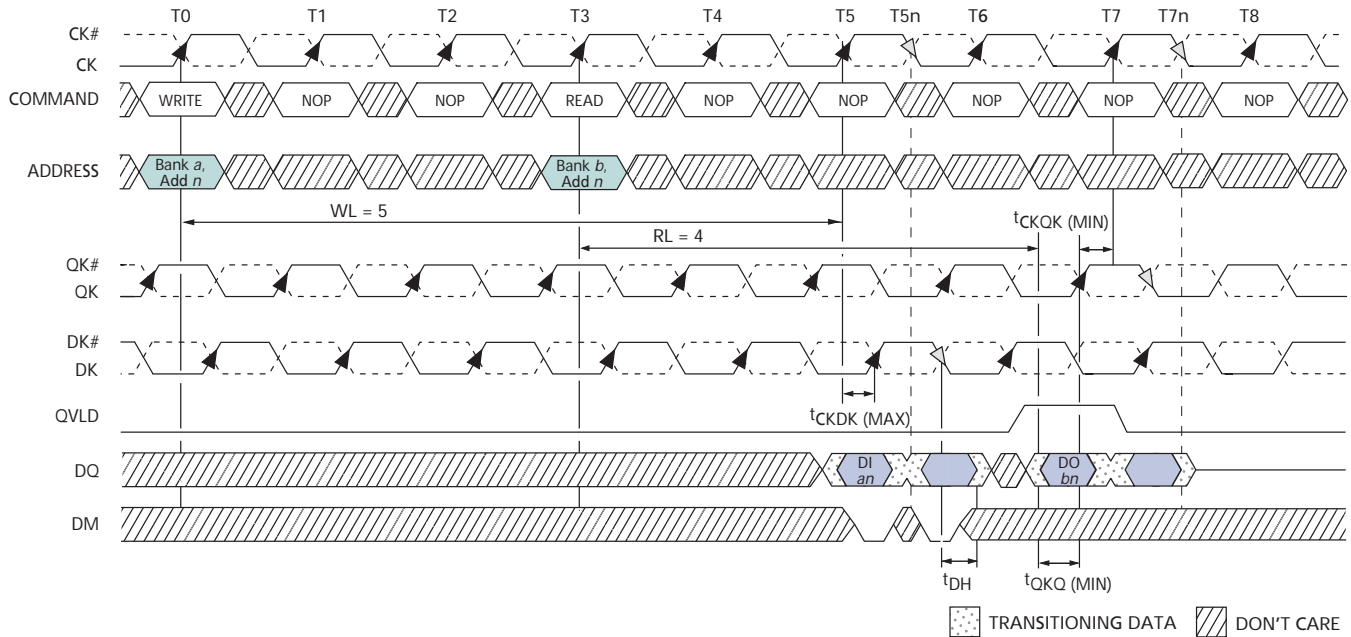 T0 T1 T2 T3 T4 T5 T5n T6 T7 T7n T8
CK#
CK
COMMAND WRITE NOP NOP READ NOP NOP NOP NOP NOP
ADDRESS Bank a, Add n Bank b, Add n
WL = 5
RL = 4
tCKQK (MIN)
QK#
QK
DK#
DK
tCKDK (MAX)
QVLD
DQ DI an DO bn
DM
tDH tQKQ (MIN)
TRANSITIONING DATA DON'T CARE